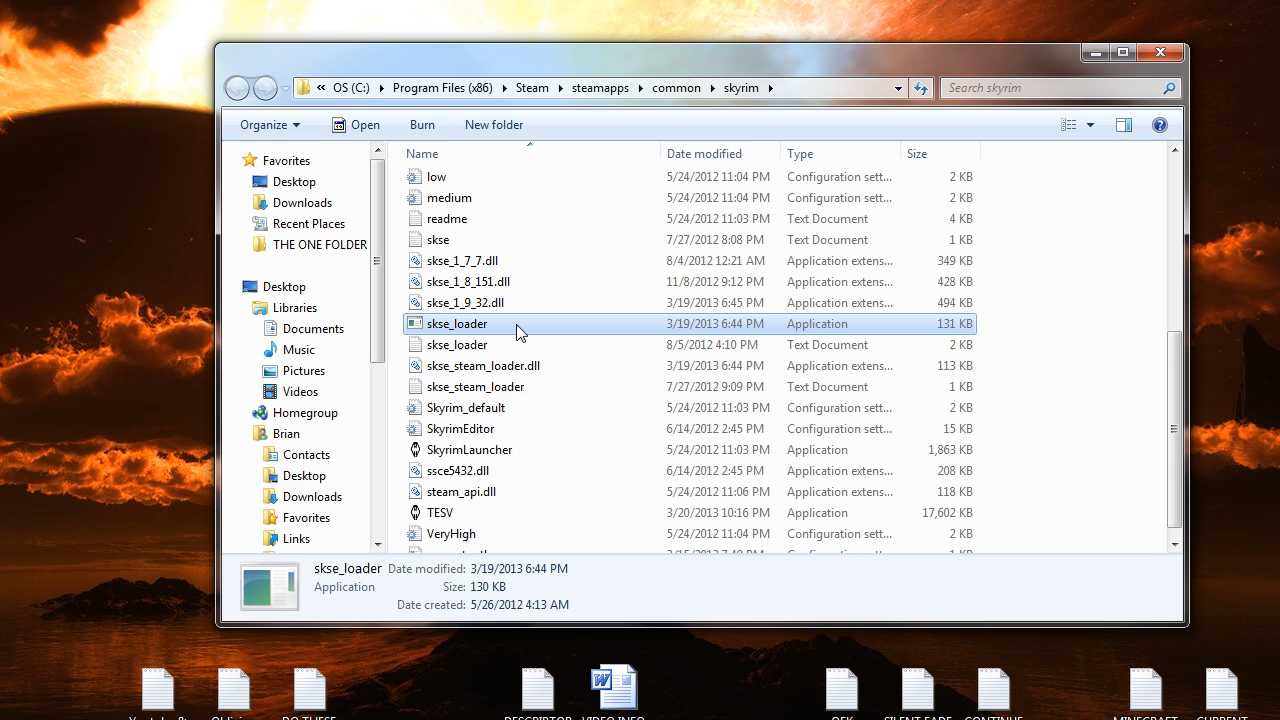 « OS (C:) ▸ Program Files (x86) ▸ Steam ▸ steamapps ▸ common ▸ skyrim ▸ Search skyrim
Organize Open Burn New folder
Favorites
Desktop
Downloads
Recent Places
THE ONE FOLDER
Desktop
Libraries
Documents
Music
Pictures
Videos
Homegroup
Brian
Contacts
Desktop
Downloads
Favorites
Links
Name Date modified Type Size
low 5/24/2012 11:04 PM Configuration sett... 2 KB
medium 5/24/2012 11:04 PM Configuration sett... 2 KB
readme 5/24/2012 11:03 PM Text Document 4 KB
skse 7/27/2012 8:08 PM Text Document 1 KB
skse_1_7_7.dll 8/4/2012 12:21 AM Application extens... 349 KB
skse_1_8_151.dll 11/8/2012 9:12 PM Application extens... 428 KB
skse_1_9_32.dll 3/19/2013 6:45 PM Application extens... 494 KB
skse_loader 3/19/2013 6:44 PM Application 131 KB
skse_loader 8/5/2012 4:10 PM Text Document 2 KB
skse_steam_loader.dll 3/19/2013 6:44 PM Application extens... 113 KB
skse_steam_loader 7/27/2012 9:09 PM Text Document 1 KB
Skyrim_default 5/24/2012 11:03 PM Configuration sett... 2 KB
SkyrimEditor 6/14/2012 2:45 PM Configuration sett... 15 KB
SkyrimLauncher 5/24/2012 11:03 PM Application 1,863 KB
ssce5432.dll 6/14/2012 2:45 PM Application extens... 208 KB
steam_api.dll 5/24/2012 11:06 PM Application extens... 118 KB
TESV 3/20/2013 10:16 PM Application 17,602 KB
VeryHigh 5/24/2012 11:04 PM Configuration sett... 2 KB
skse_loader Date modified: 3/19/2013 6:44 PM
Application Size: 130 KB
Date created: 5/26/2012 4:13 AM
DO THESE DESCRIPTOR VIDEO INFO SILENT FADE CONTINUE MINECRAFT CURRENT